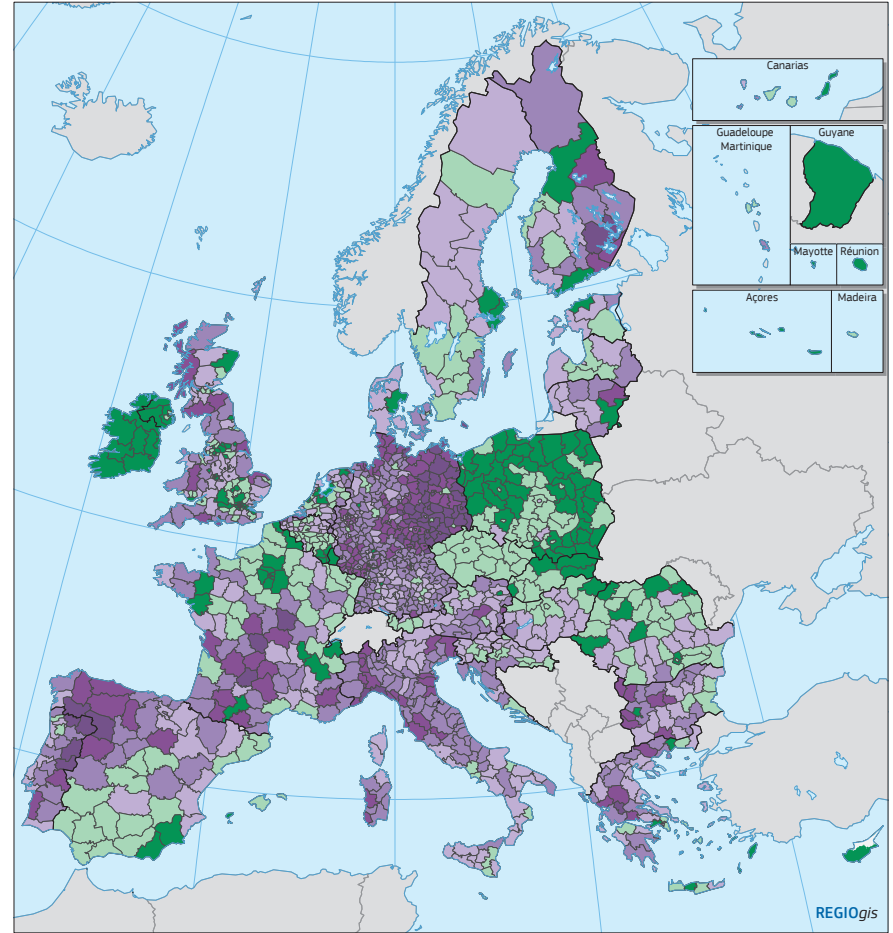 Canarias
Guadeloupe
Martinique
Guyane
Mayotte
Réunion
Açores
Madeira
REGIOgis